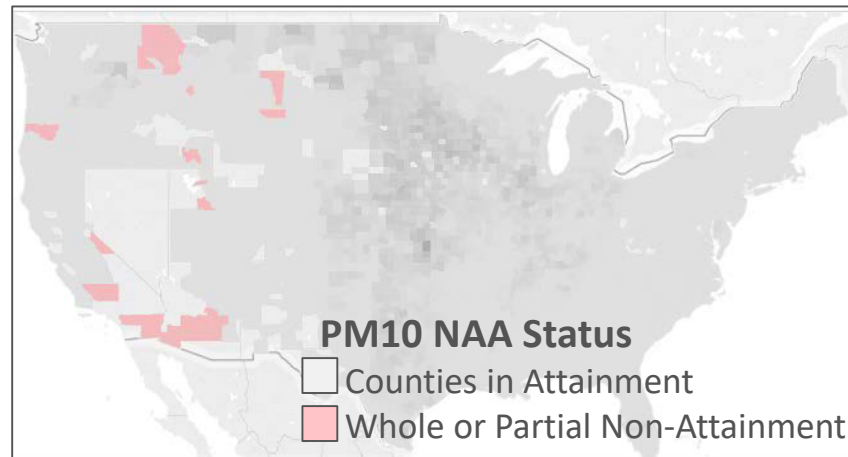 PM10 NAA Status
Counties in Attainment
Whole or Partial Non-Attainment